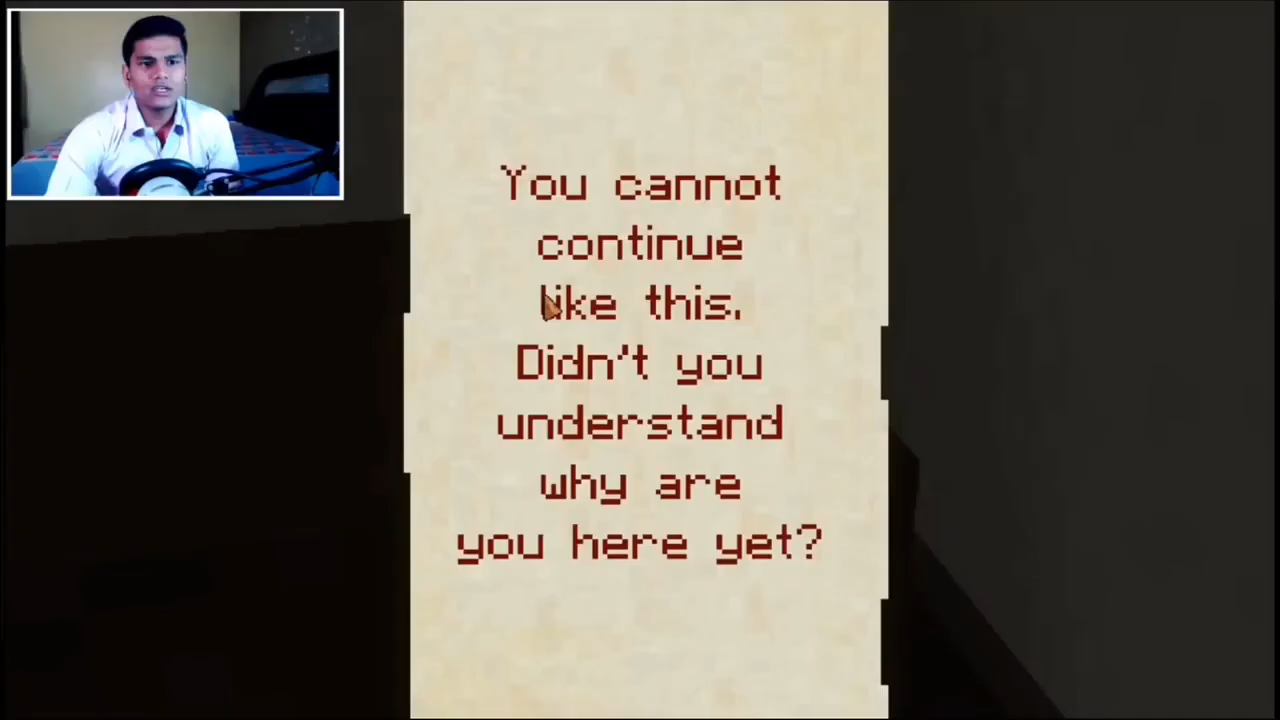 You cannot
continue
like this.
Didn't you
understand
why are
you here yet?